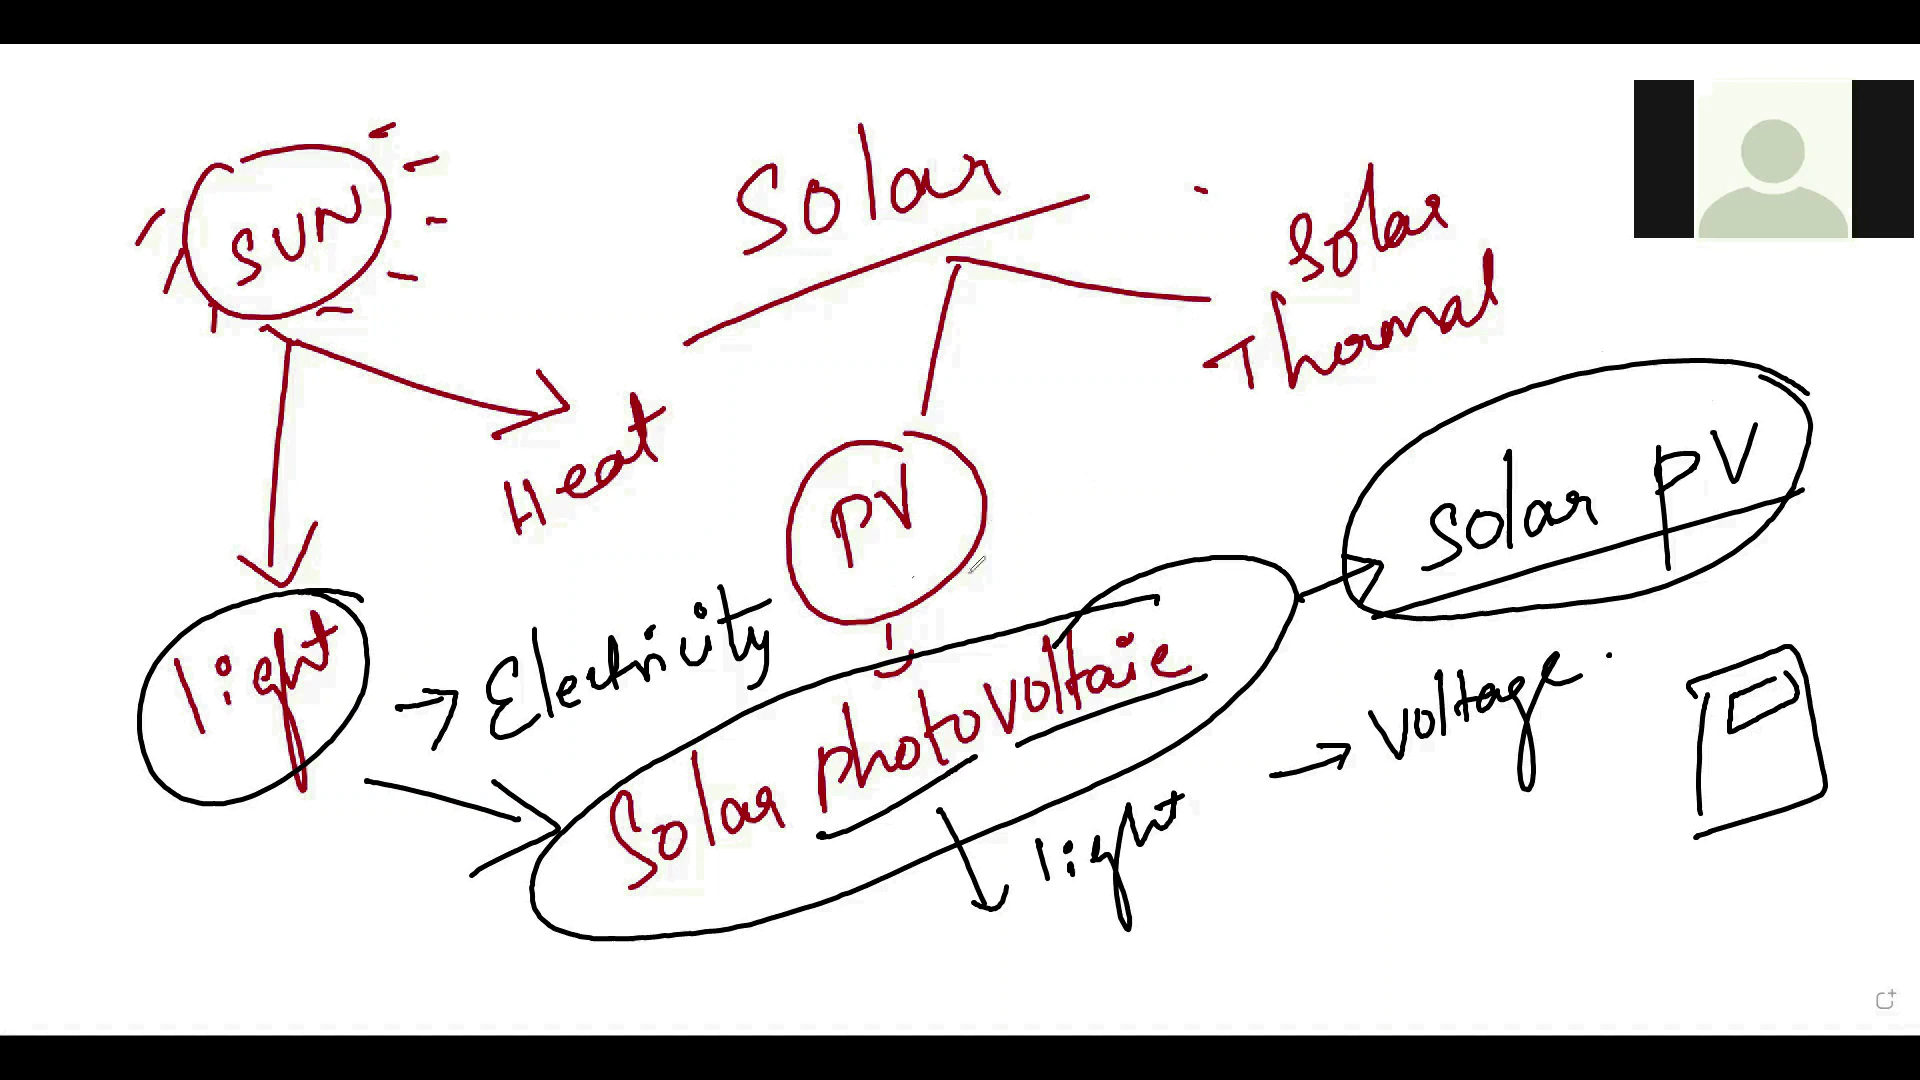 SUN
Solar
Solar
Thermal
Heat
PV
Solar PV
light
→ Electricity
Solar photovoltaic
→ Voltage.
light